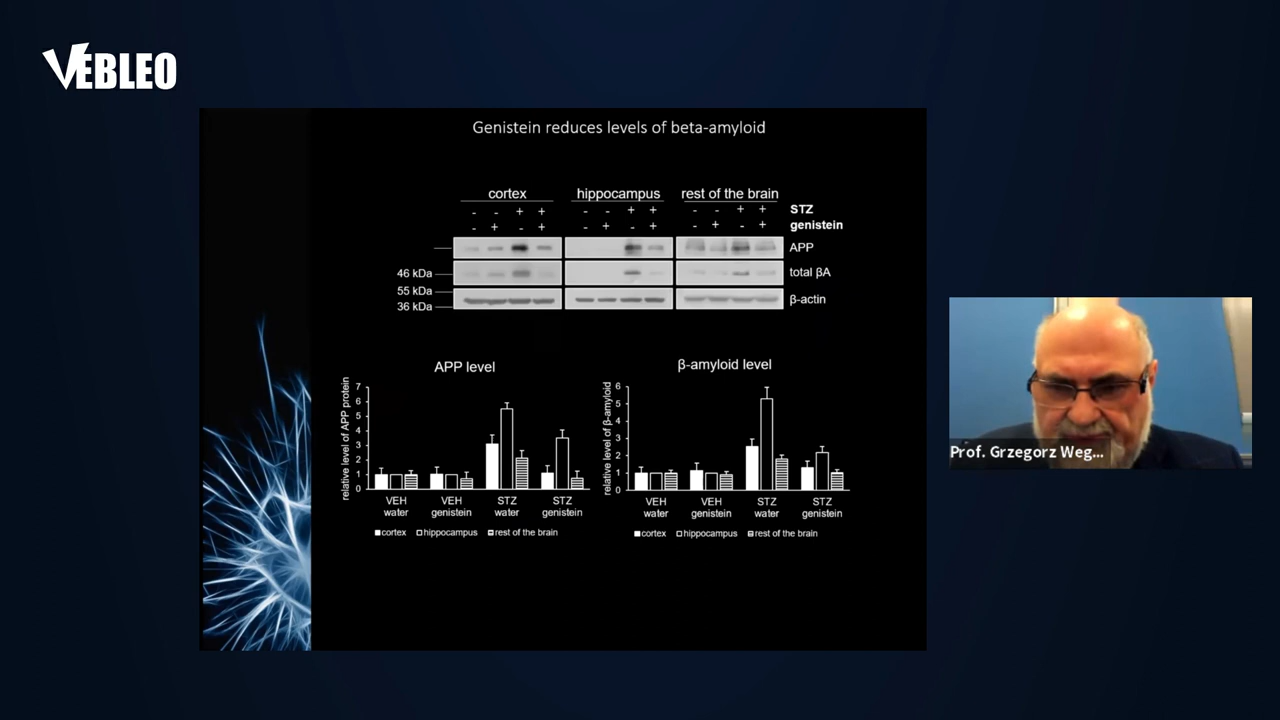 VEBLEO
Genistein reduces levels of beta-amyloid
cortex hippocampus rest of the brain
- - + + - - + + - - + + STZ
- + - + - + - + - + - + genistein
APP
46 kDa total βA
55 kDa
36 kDa β-actin
APP level
relative level of APP protein
7
6
5
4
3
2
1
0
VEH water
VEH genistein
STZ water
STZ genistein
cortex hippocampus rest of the brain
β-amyloid level
relative level of β-amyloid
6
5
4
3
2
1
0
VEH water
VEH genistein
STZ water
STZ genistein
cortex hippocampus rest of the brain
Prof. Grzegorz Weg...